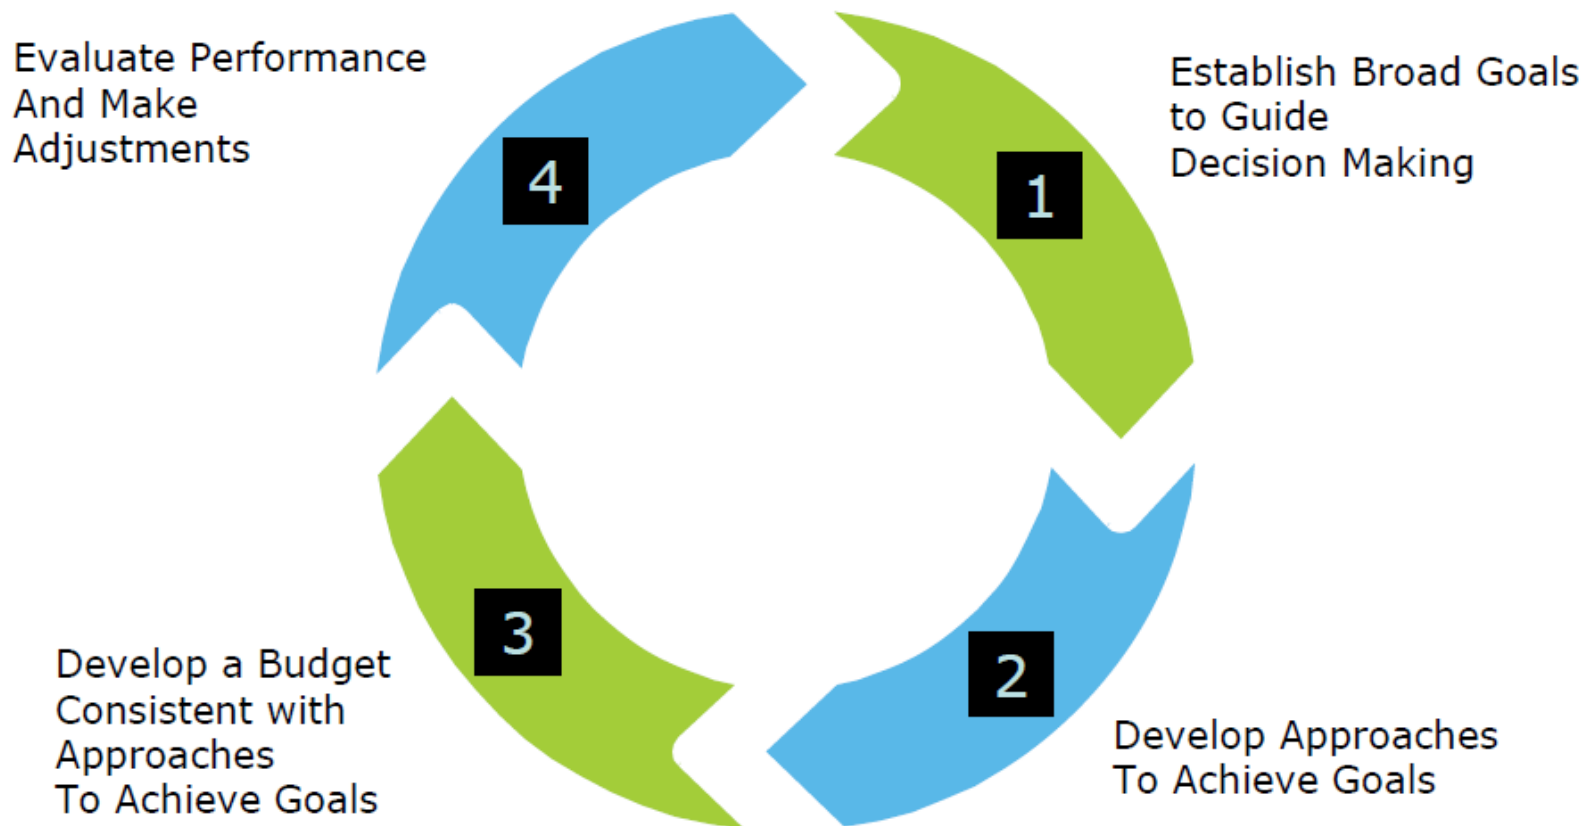 1
Establish Broad Goals
to Guide
Decision Making
2
Develop Approaches
To Achieve Goals
3
Develop a Budget
Consistent with
Approaches
To Achieve Goals
4
Evaluate Performance
And Make
Adjustments